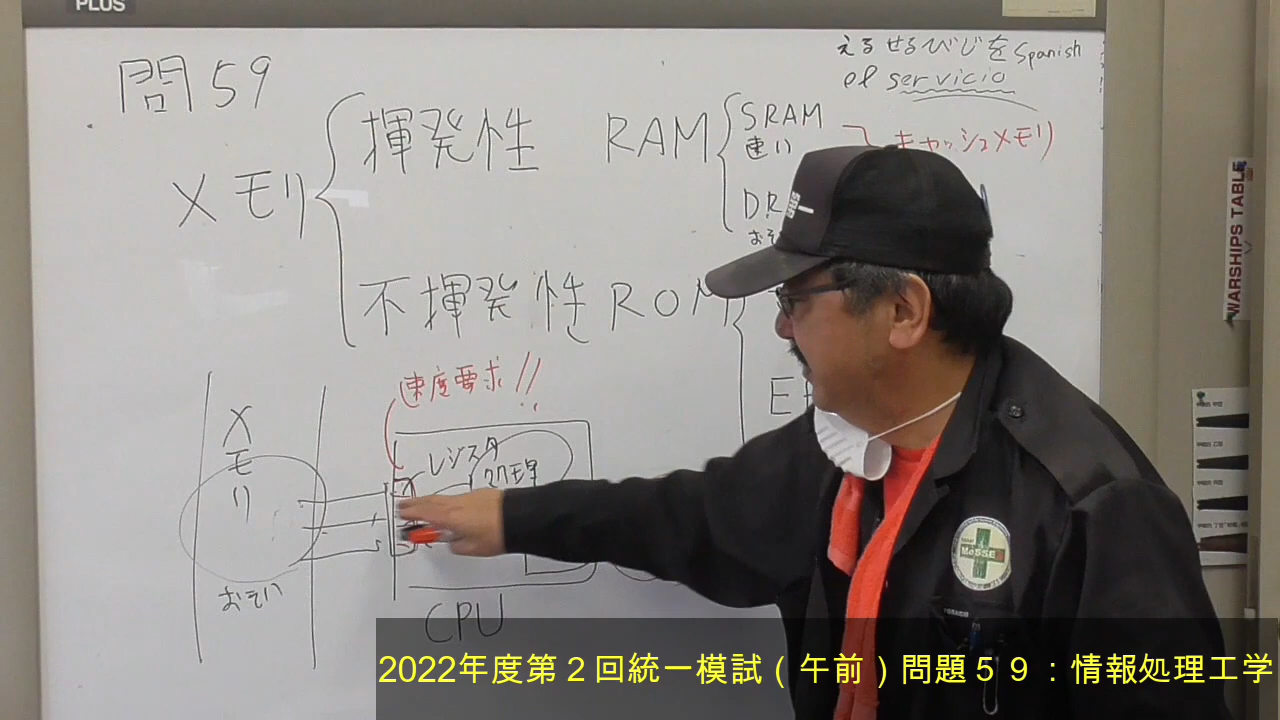 PLUS
問59
メモリ
揮発性 RAM
SRAM
速い
キャッシュメモリ
えるせるびじを Spanish
el servicio
DR
おそ
不揮発性 ROM
速度要求!!
メモリ
おそい
レジスタ
CPU
WARSHIPS TABLE
MeSSE
2022年度第2回統一模試(午前)問題59:情報処理工学